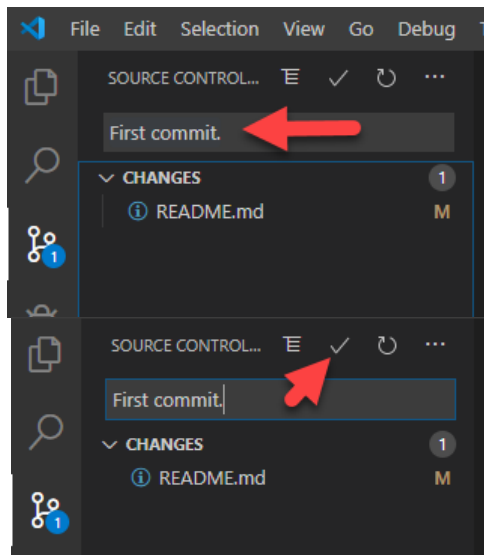 File Edit Selection View Go Debug
SOURCE CONTROL...
First commit.
CHANGES 1
README.md M
1
SOURCE CONTROL...
First commit.
CHANGES 1
README.md M
1